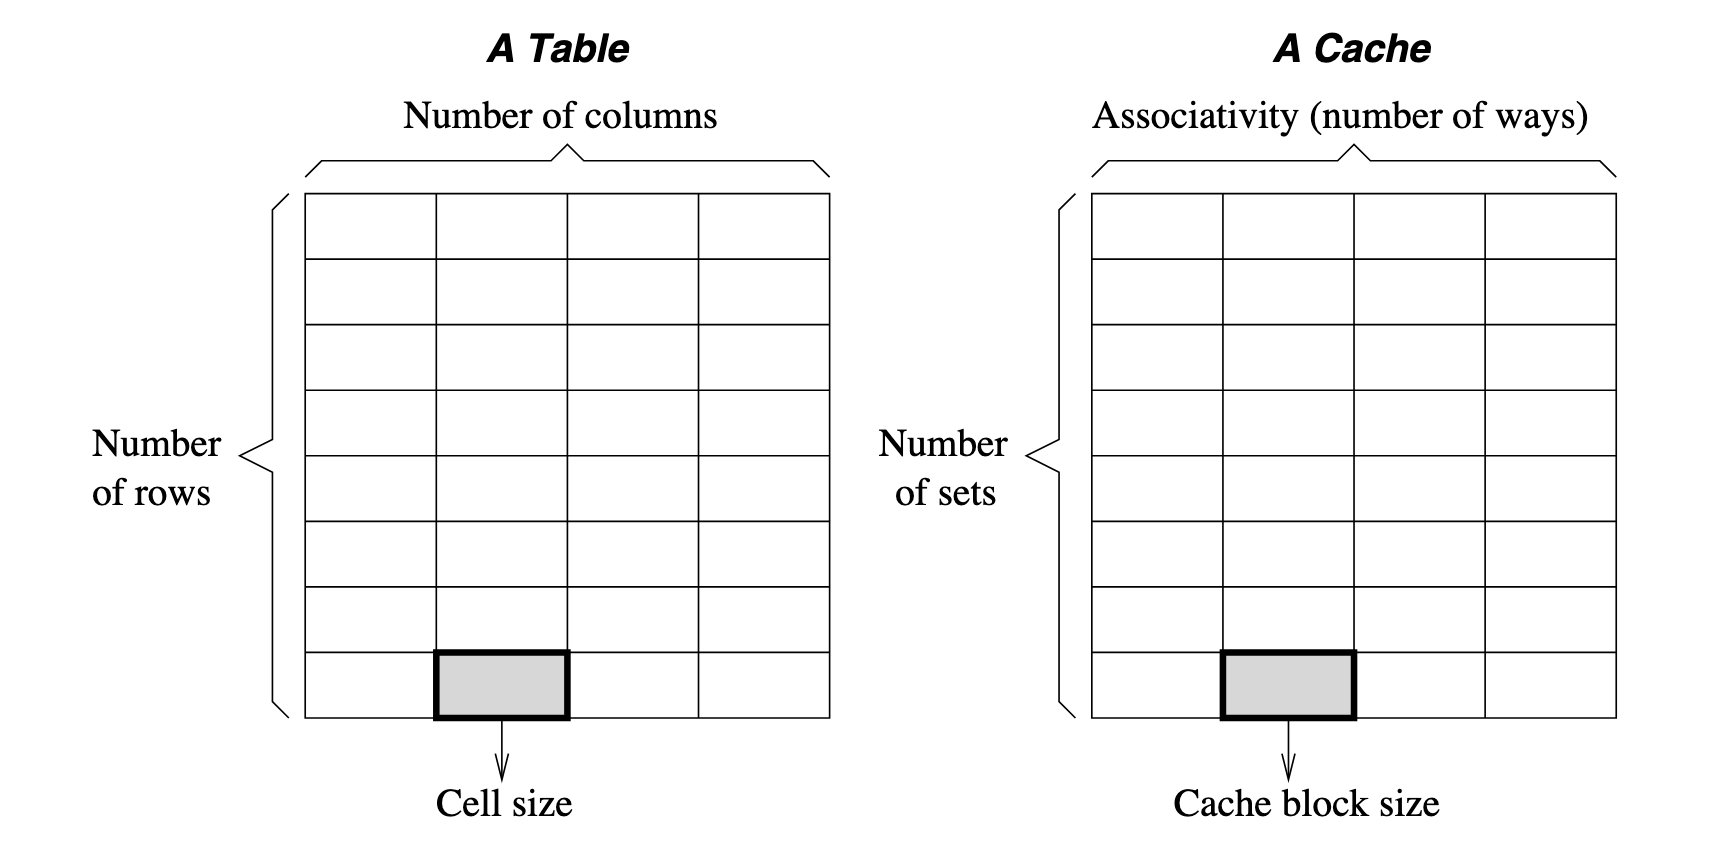 A Table
Number of columns
Number
of rows
Cell size
A Cache
Associativity (number of ways)
Number
of sets
Cache block size